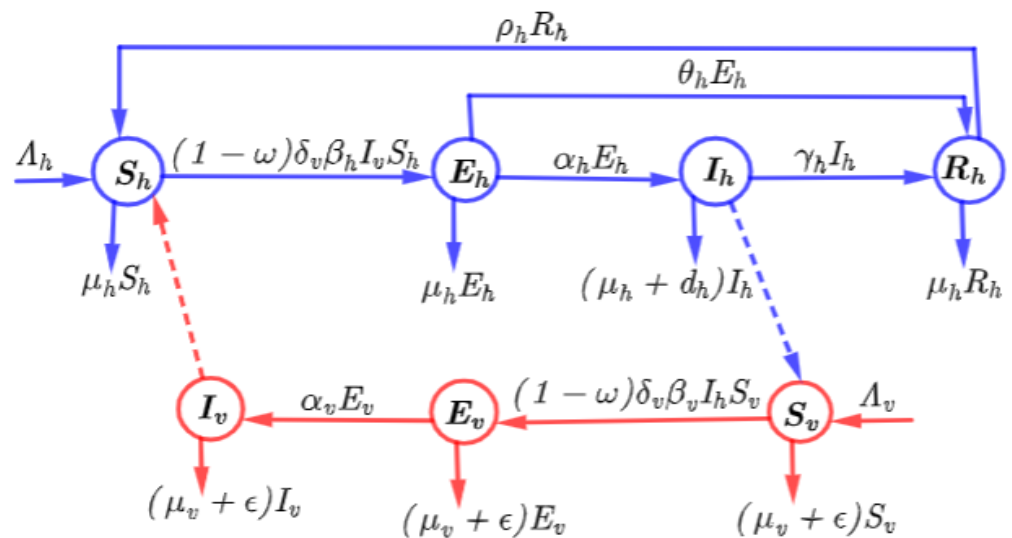 ρ_h R_h
θ_h E_h
Λ_h S_h (1 − ω)δ_v β_h I_v S_h E_h α_h E_h I_h γ_h I_h R_h
μ_h S_h μ_h E_h (μ_h + d_h)I_h μ_h R_h
I_v α_v E_v E_v (1 − ω)δ_v β_v I_h S_v S_v Λ_v
(μ_v + ϵ)I_v (μ_v + ϵ)E_v (μ_v + ϵ)S_v